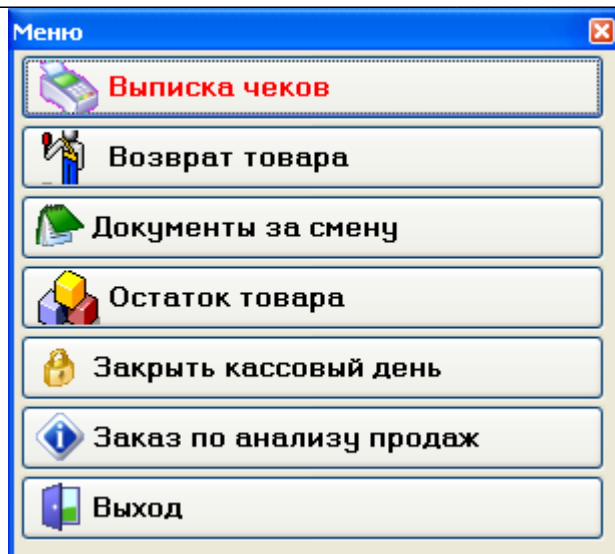 Меню
Выписка чеков
Возврат товара
Документы за смену
Остаток товара
Закрыть кассовый день
Заказ по анализу продаж
Выход